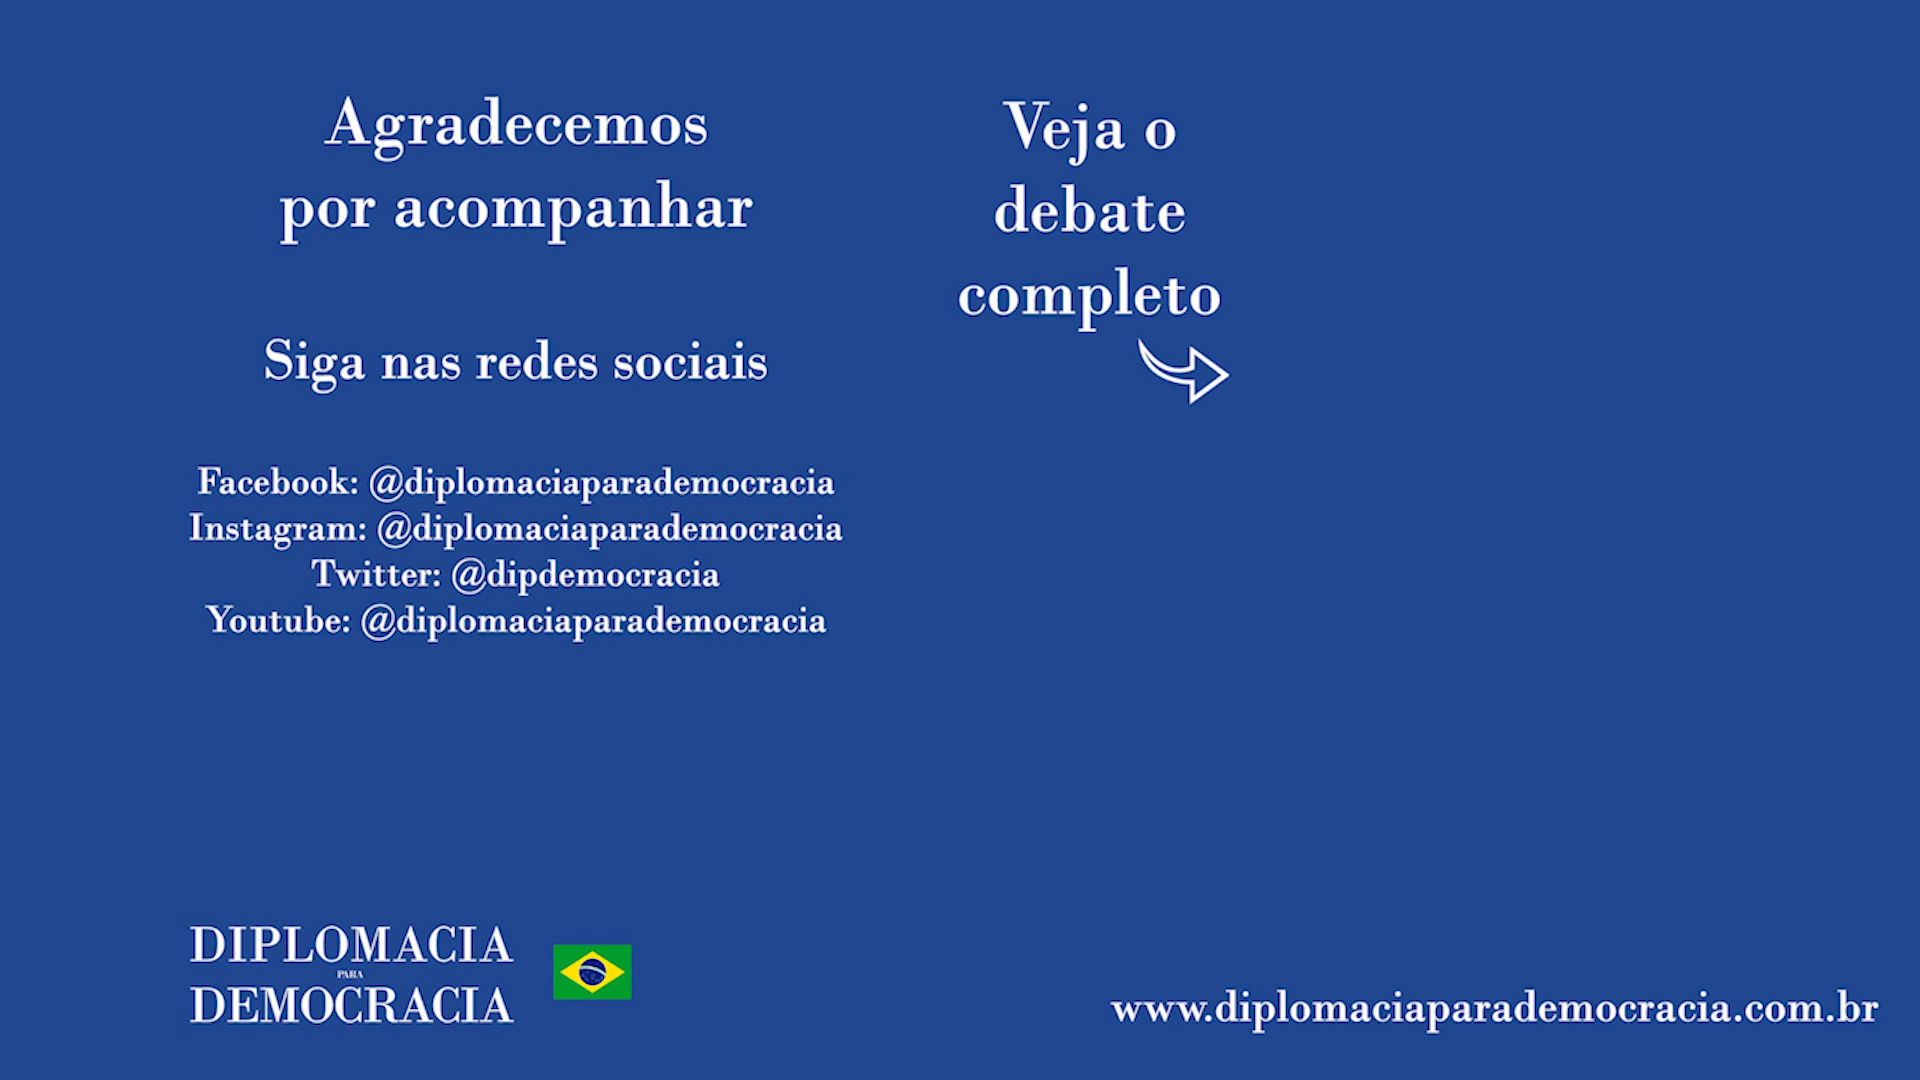 Agradecemos
por acompanhar
Siga nas redes sociais
Facebook: @diplomaciaparademocracia
Instagram: @diplomaciaparademocracia
Twitter: @dipdemocracia
Youtube: @diplomaciaparademocracia
Veja o
debate
completo
DIPLOMACIA
PARA
DEMOCRACIA
www.diplomaciaparademocracia.com.br